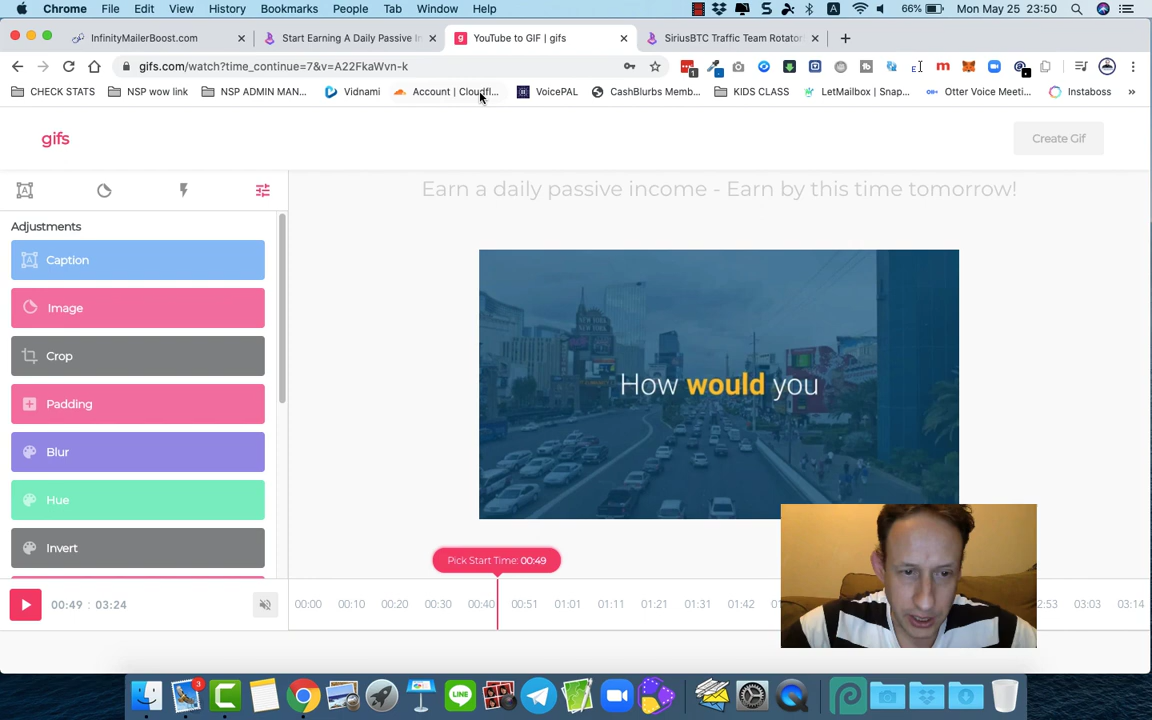 Chrome File Edit View History Bookmarks People Tab Window Help 66% Mon May 25 23:50
InfinityMailerBoost.com Start Earning A Daily Passive In YouTube to GIF | gifs SiriusBTC Traffic Team Rotator
gifs.com/watch?time_continue=7&v=A22FkaWvn-k
CHECK STATS NSP wow link NSP ADMIN MAN... Vidnami Account | Cloudfl... VoicePAL CashBlurbs Memb... KIDS CLASS LetMailbox | Snap... Otter Voice Meeti... Instaboss »
gifs
Create Gif
Earn a daily passive income - Earn by this time tomorrow!
Adjustments
Caption
Image
Crop
Padding
Blur
Hue
Invert
How would you
Pick Start Time: 00:49
00:49 : 03:24
00:00 00:10 00:20 00:30 00:40 00:51 01:01 01:11 01:21 01:31 01:42 2:53 03:03 03:14
LINE